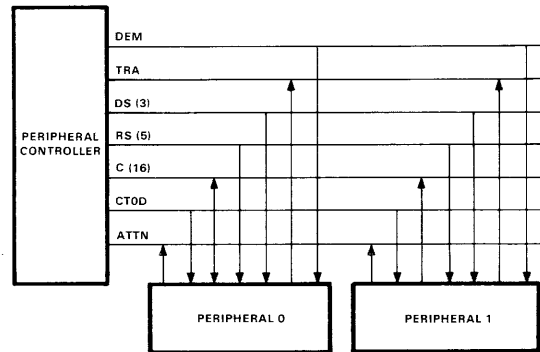 DEM
TRA
DS (3)
RS (5)
PERIPHERAL
CONTROLLER
C (16)
CTOD
ATTN
PERIPHERAL 0
PERIPHERAL 1